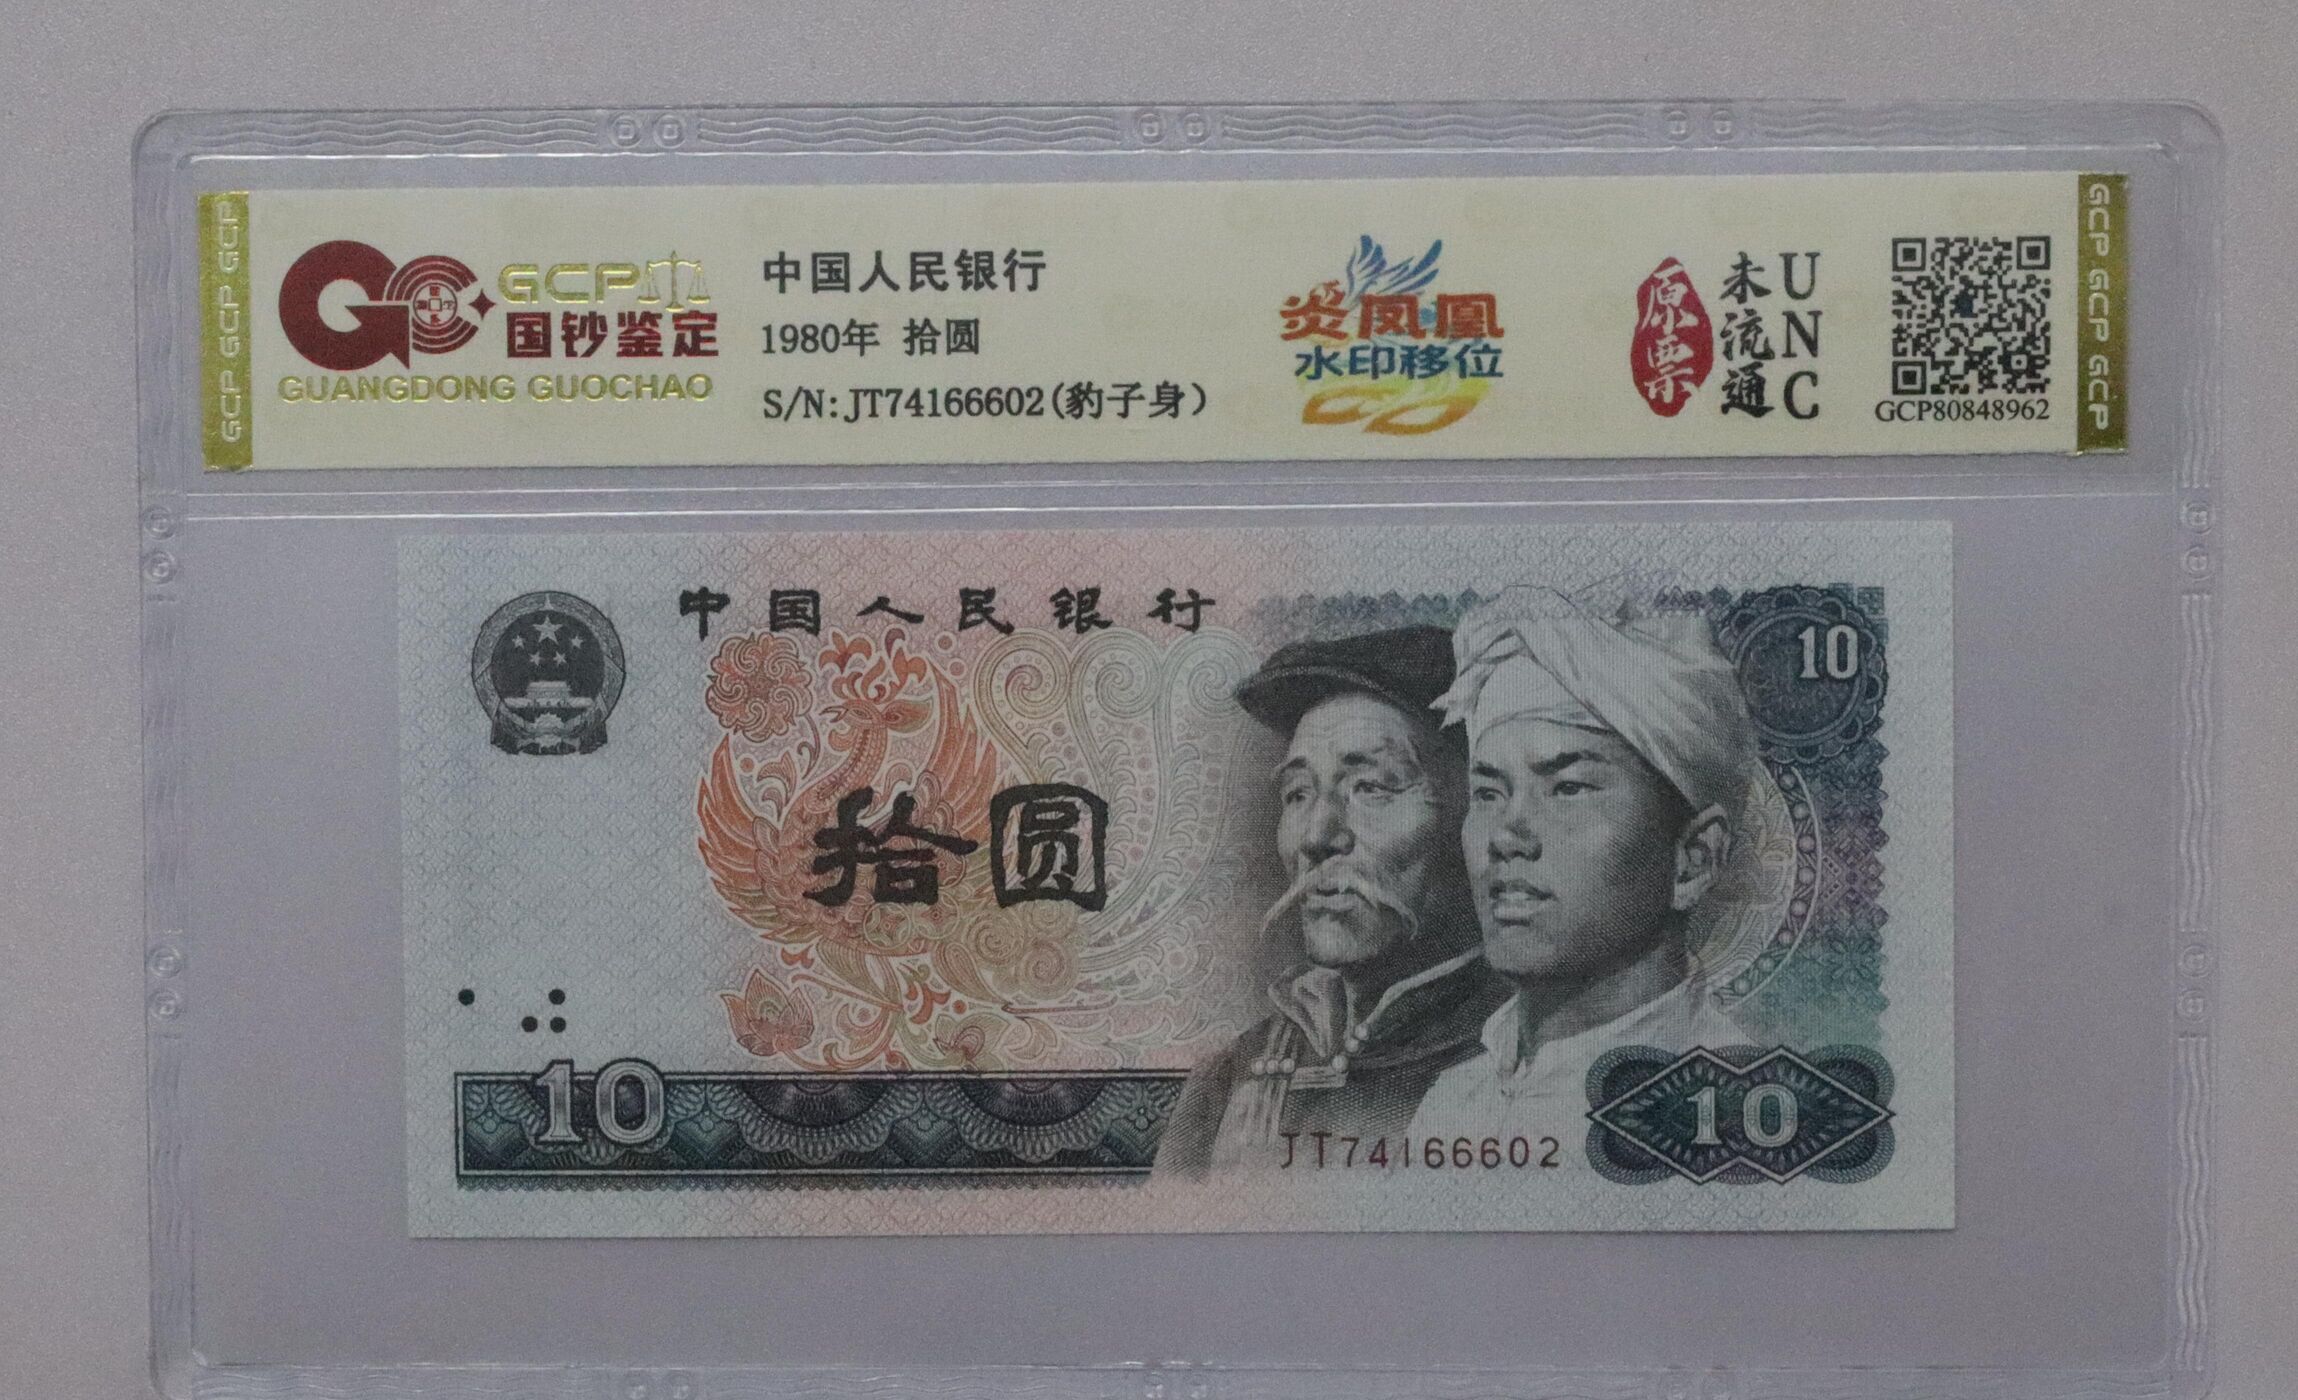 GCP GCP GCP GCP
GCP
国钞鉴定
GUANGDONG GUOCHAO
中国人民银行
1980年 拾圆
S/N:JT74166602(豹子身)
炎凤凰
水印移位
原票
未流通
UNC
GCP80848962
GCP GCP GCP GCP
中国人民银行
10
拾圆
10
JT74166602
10